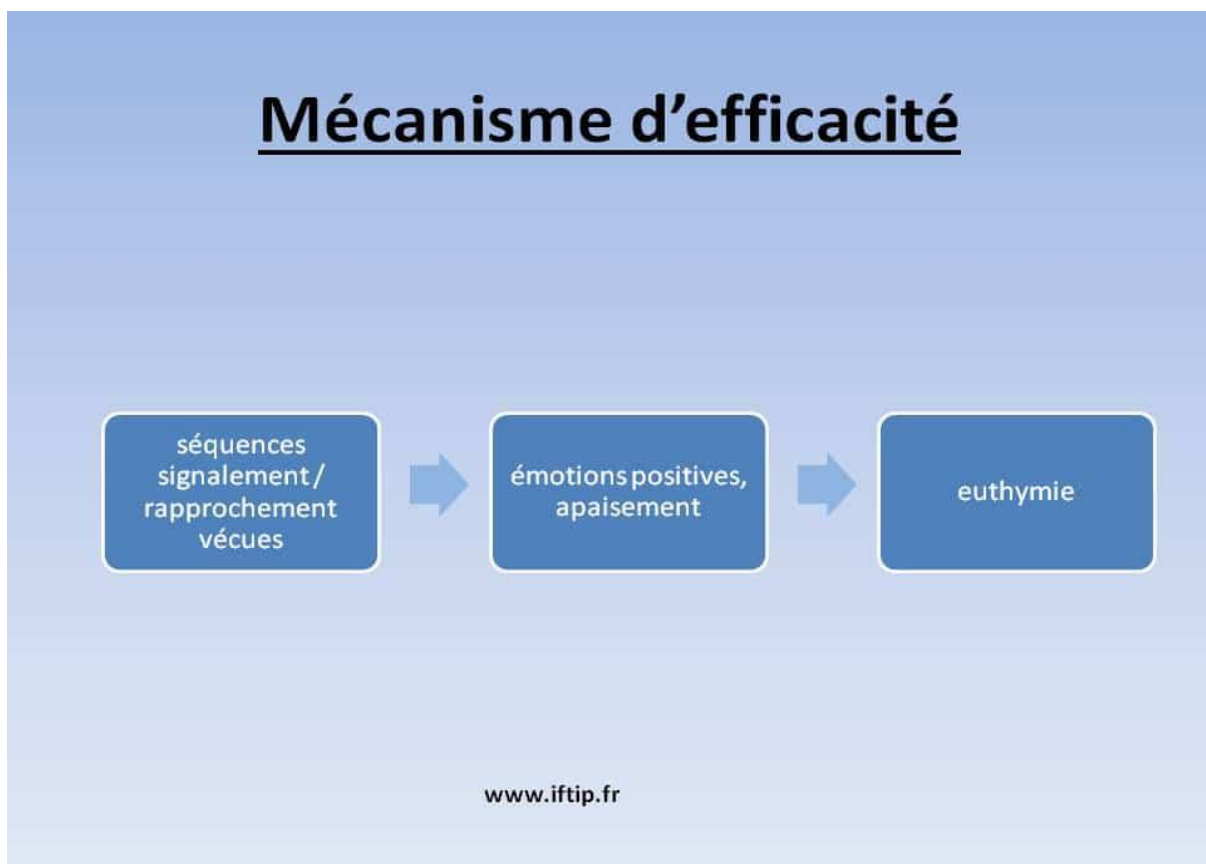 Mécanisme d’efficacité
séquences
signalement /
rapprochement
vécues
émotions positives,
apaisement
euthymie
www.iftip.fr